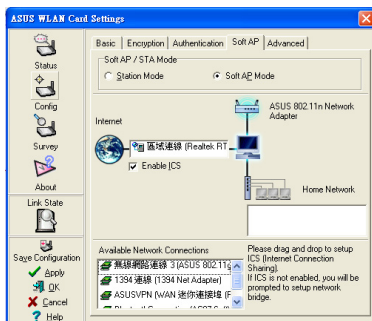 ASUS WLAN Card Settings
Status
Config
Survey
About
Link State
Save Configuration
Apply
OK
Cancel
Help
Basic
Encryption
Authentication
Soft AP
Advanced
Soft AP / STA Mode
Station Mode
Soft AP Mode
Internet
ASUS 802.11n Network
Adapter
區域連線 (Realtek RT
Enable ICS
Home Network
Available Network Connections
無線網路連線 3 (ASUS 802.11g
1394 連線 (1394 Net Adapter)
ASUSVPN (WAN 迷你連接埠 (F
Please drag and drop to setup
ICS (Internet Connection
Sharing).
If ICS is not enabled, you will be
prompted to setup network
bridge.